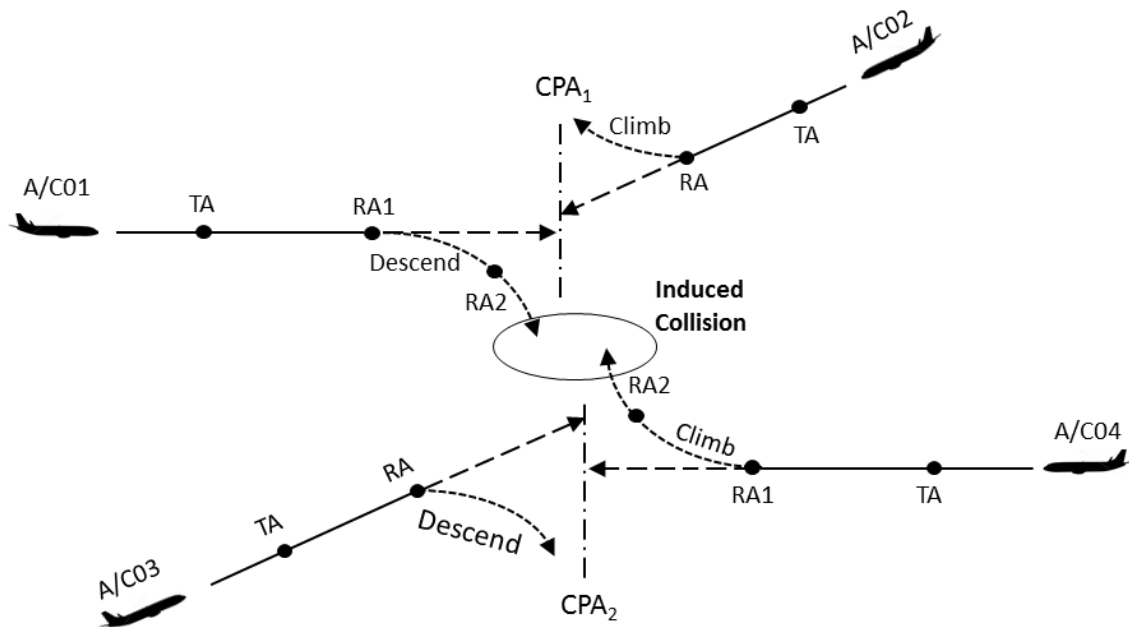 A/C02
CPA1
Climb
TA
RA
A/C01
TA
RA1
Descend
RA2
Induced
Collision
RA2
Climb
A/C04
RA
RA1
TA
Descend
TA
A/C03
CPA2